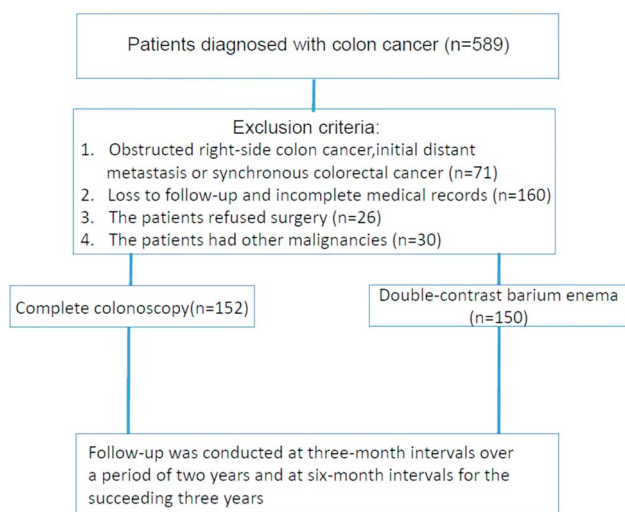 Patients diagnosed with colon cancer (n=589)
Exclusion criteria:
1. Obstructed right-side colon cancer,initial distant
metastasis or synchronous colorectal cancer (n=71)
2. Loss to follow-up and incomplete medical records (n=160)
3. The patients refused surgery (n=26)
4. The patients had other malignancies (n=30)
Complete colonoscopy(n=152)
Double-contrast barium enema
(n=150)
Follow-up was conducted at three-month intervals over
a period of two years and at six-month intervals for the
succeeding three years